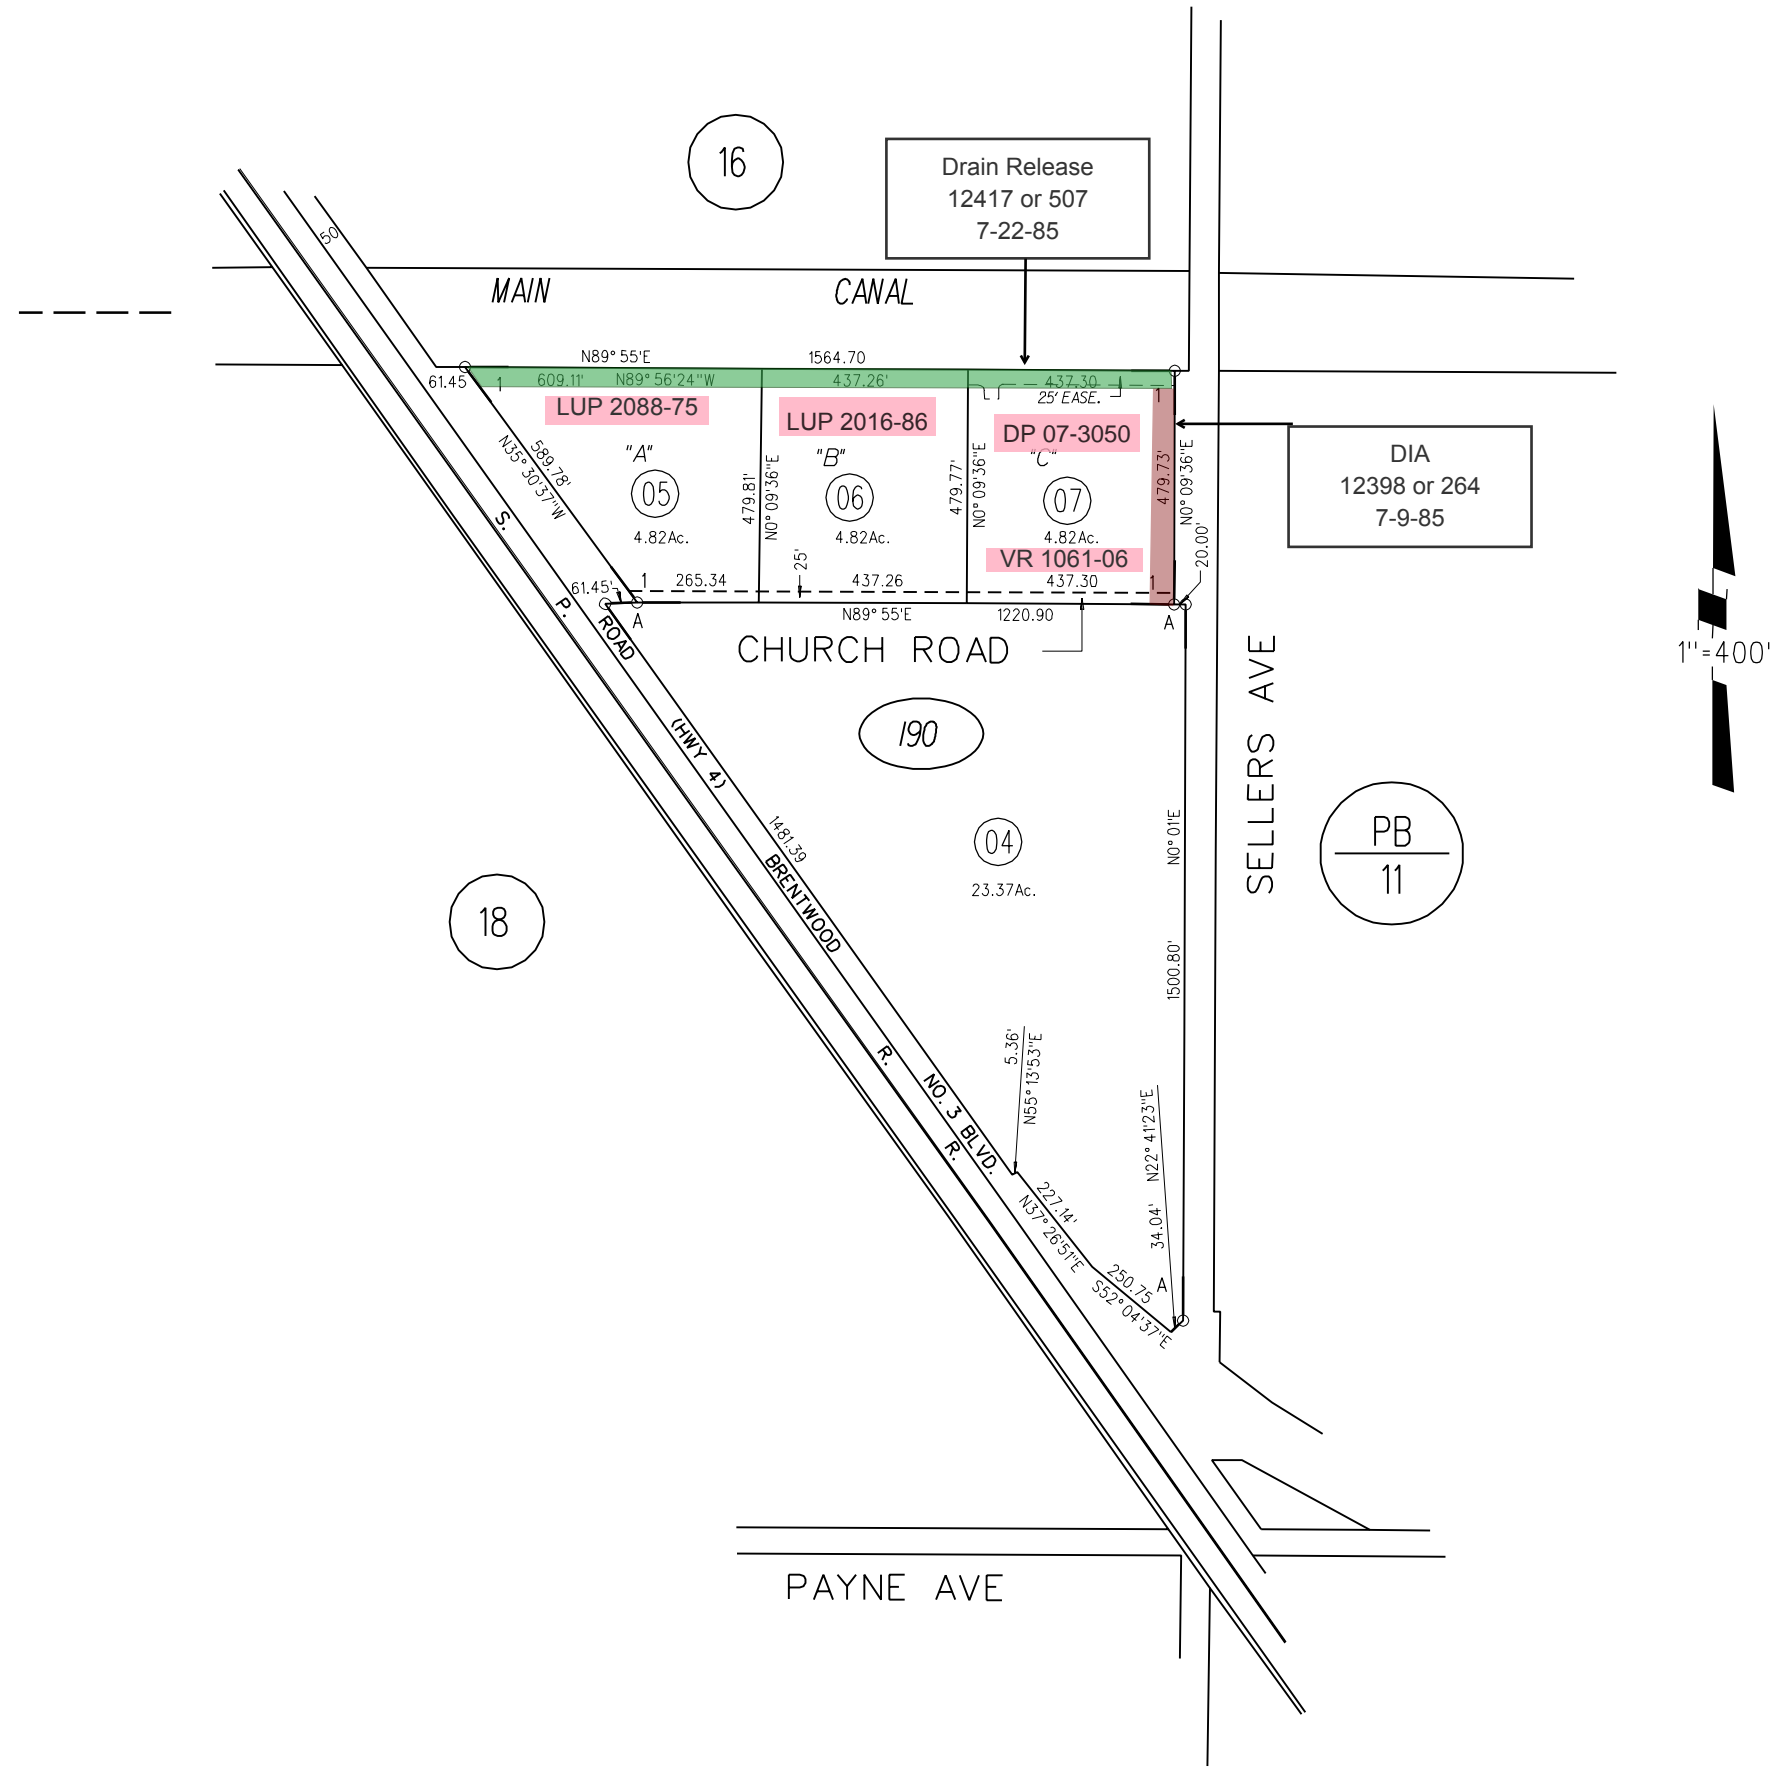 16
Drain Release
12417 or 507
7-22-85
50
MAIN CANAL
N89° 55'E 1564.70
61.45
1
609.11' N89° 56'24"W 437.26' 437.30
25' EASE.
1
LUP 2088-75
LUP 2016-86
DP 07-3050
DIA
12398 or 264
7-9-85
589.78'
N35° 30'37"W
"A"
05
4.82Ac.
479.81'
N0° 09'36"E
"B"
06
4.82Ac.
479.77'
N0° 09'36"E
"C"
07
4.82Ac.
VR 1061-06
479.73'
N0° 09'36"E
20.00'
61.45'
1
265.34
25'
437.26
437.30
1
A
N89° 55'E 1220.90
A
CHURCH ROAD
1"=400'
190
SELLERS AVE
PB
11
04
23.37Ac.
18
S. P. R. R.
ROAD (HWY 4) BRENTWOOD NO. 3 BLVD.
1481.39
N0° 01'E
1500.80'
5.36'
N55° 13'53"E
N22° 41'23"E
34.04'
227.14'
N37° 26'51"E
250.75
S52° 04'37"E
A
PAYNE AVE